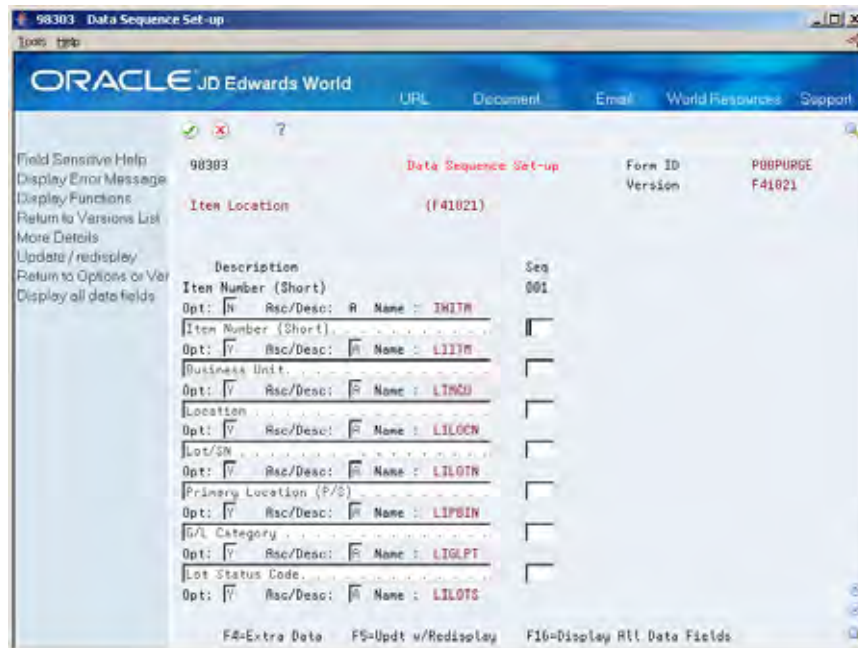 98303 Data Sequence Set-up
Tools Help
ORACLE JD Edwards World
URL Document Email World Resources Support
?
Field Sensitive Help
Display Error Message
Display Functions
Return to Versions List
More Details
Update / redisplay
Return to Options or Ver
Display all data fields
98303 Data Sequence Set-up Form ID P00PURGE
Version F41021
Item Location (F41021)
Description Seq
Item Number (Short) 001
Opt: N Asc/Desc: A Name : IHITM
Item Number (Short). . . . . . . . . .
Opt: Y Asc/Desc: A Name : LIITM
Business Unit. . . . . . . . . . . . .
Opt: Y Asc/Desc: A Name : LIMCU
Location . . . . . . . . . . . . . . .
Opt: Y Asc/Desc: A Name : LILOCN
Lot/SN . . . . . . . . . . . . . . . .
Opt: Y Asc/Desc: A Name : LILOTN
Primary Location (P/S) . . . . . . . .
Opt: Y Asc/Desc: A Name : LIPBIN
G/L Category . . . . . . . . . . . . .
Opt: Y Asc/Desc: A Name : LIGLPT
Lot Status Code. . . . . . . . . . . .
Opt: Y Asc/Desc: A Name : LILOTS
F4=Extra Data F5=Updt w/Redisplay F16=Display All Data Fields